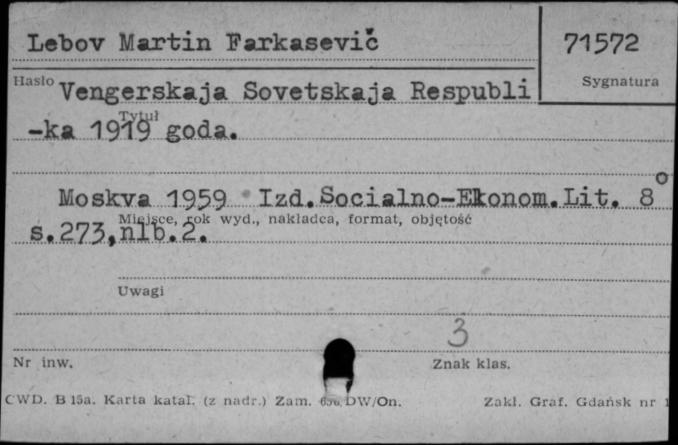 Lebov Martin Farkasevič
71572
Hasło
Sygnatura
Vengerskaja Sovetskaja Respubli
Tytuł
-ka 1919 goda.
Moskva 1959 Izd.Socialno-Ekonom.Lit. 8°
Miejsce, rok wyd., nakładca, format, objętość
s.273,nlb.2.
Uwagi
3
Nr inw.
Znak klas.
CWD. B 15a. Karta katal. (z nadr.) Zam. DW/On.
Zakł. Graf. Gdańsk nr 1